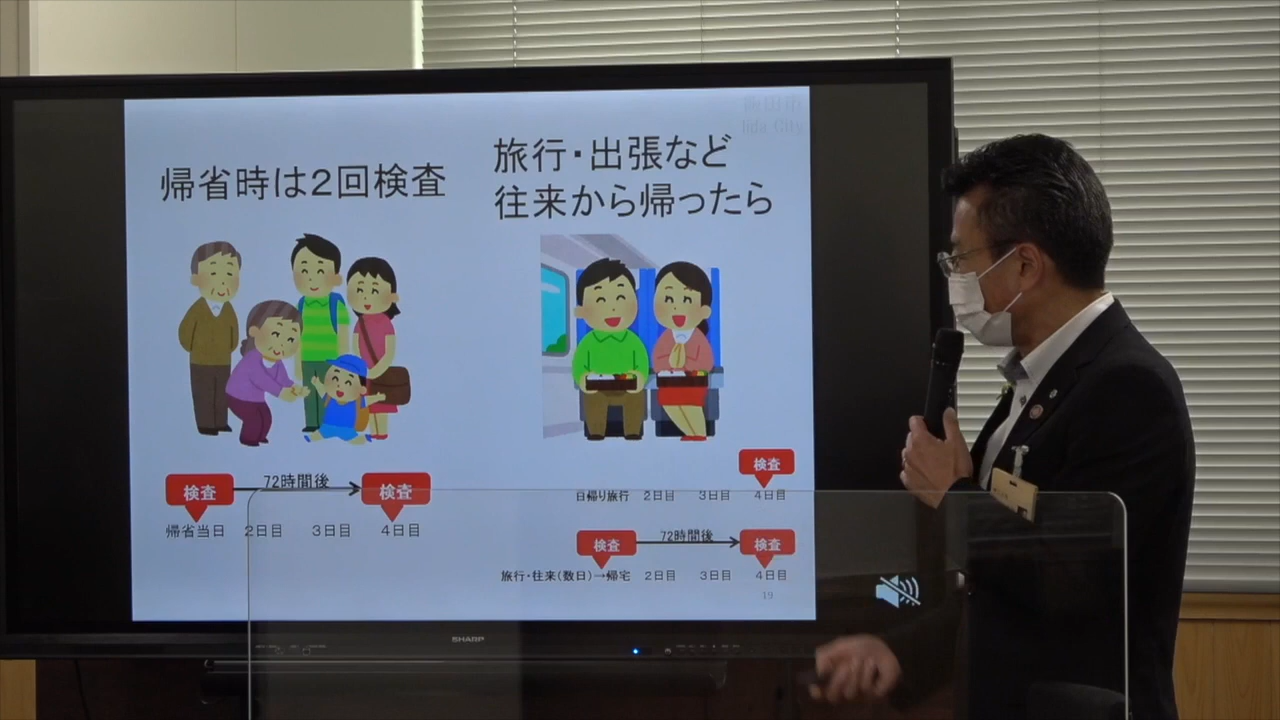 飯田市
Iida City
帰省時は2回検査
検査
72時間後
検査
帰省当日 2日目 3日目 4日目
旅行・出張など
往来から帰ったら
検査
日帰り旅行 2日目 3日目 4日目
検査
72時間後
検査
旅行・往来(数日)→帰宅 2日目 3日目 4日目
19
SHARP